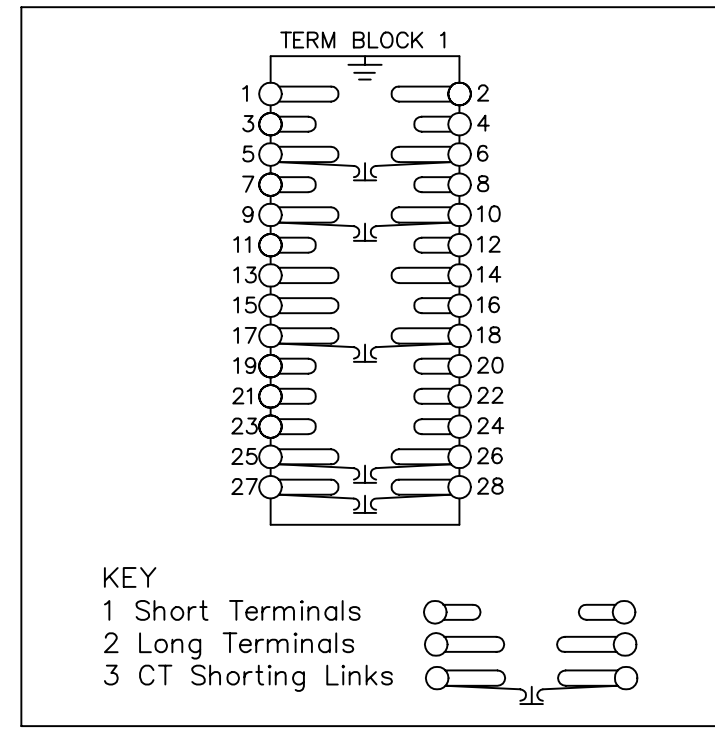 TERM BLOCK 1
1 2
3 4
5 6
7 8
9 10
11 12
13 14
15 16
17 18
19 20
21 22
23 24
25 26
27 28
KEY
1 Short Terminals
2 Long Terminals
3 CT Shorting Links